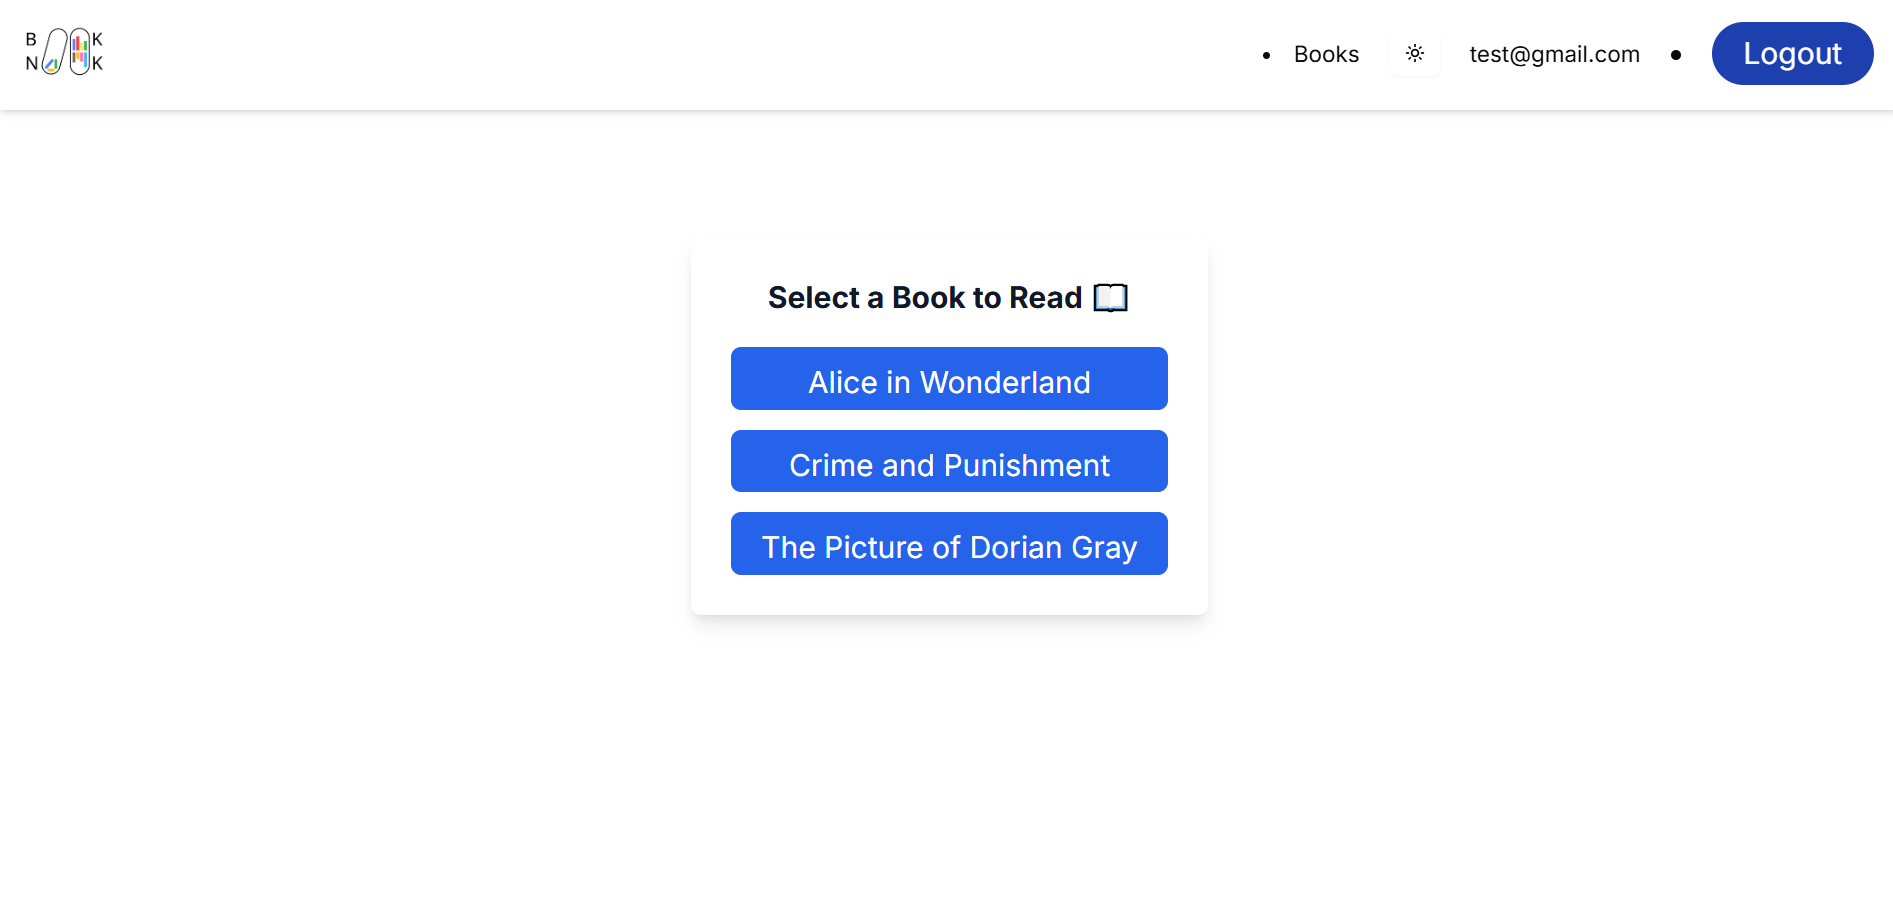 B K
N K
• Books
test@gmail.com
• Logout
Select a Book to Read 📖
Alice in Wonderland
Crime and Punishment
The Picture of Dorian Gray